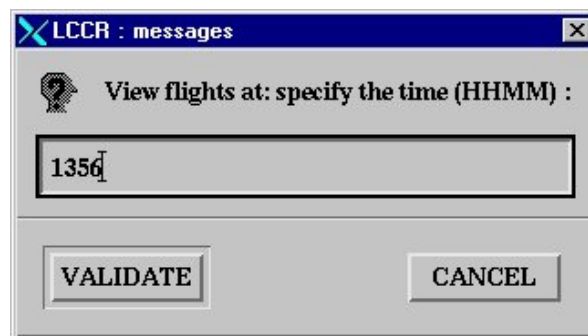 LCCR : messages
View flights at: specify the time (HHMM) :
1356
VALIDATE
CANCEL